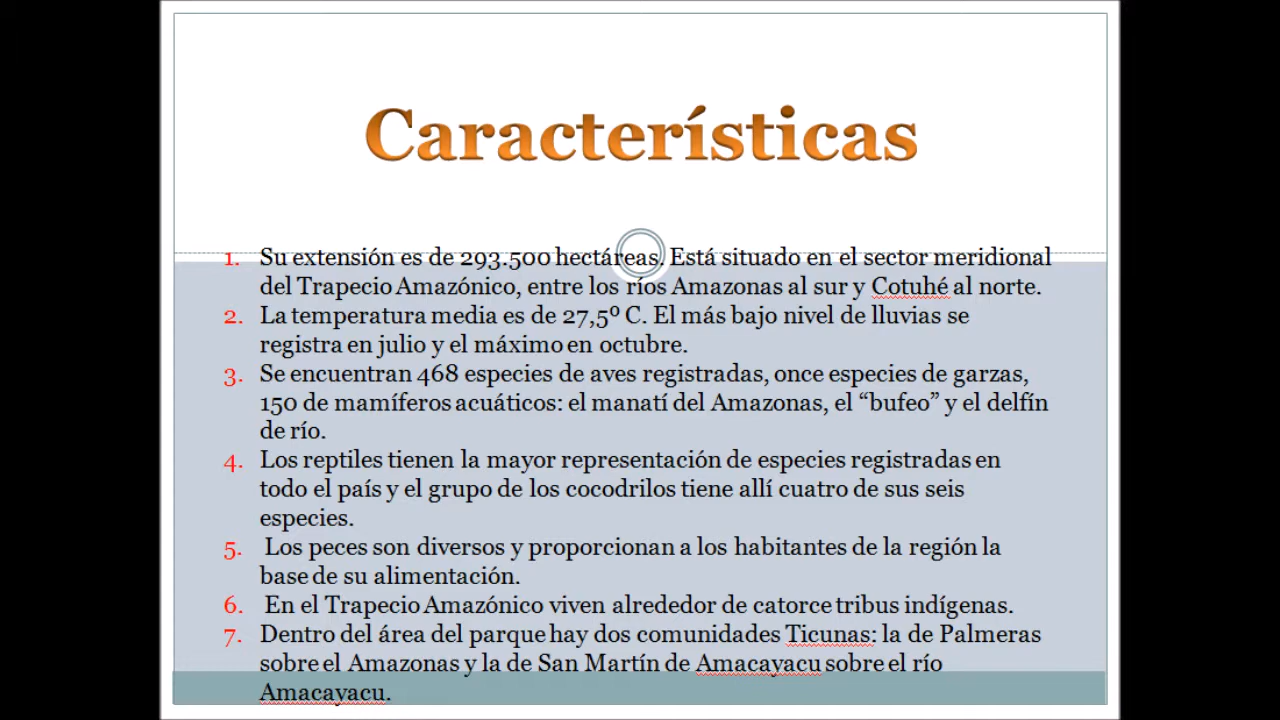 Características
1. Su extensión es de 293.500 hectáreas. Está situado en el sector meridional
del Trapecio Amazónico, entre los ríos Amazonas al sur y Cotuhé al norte.
2. La temperatura media es de 27,5º C. El más bajo nivel de lluvias se
registra en julio y el máximo en octubre.
3. Se encuentran 468 especies de aves registradas, once especies de garzas,
150 de mamíferos acuáticos: el manatí del Amazonas, el “bufeo” y el delfín
de río.
4. Los reptiles tienen la mayor representación de especies registradas en
todo el país y el grupo de los cocodrilos tiene allí cuatro de sus seis
especies.
5. Los peces son diversos y proporcionan a los habitantes de la región la
base de su alimentación.
6. En el Trapecio Amazónico viven alrededor de catorce tribus indígenas.
7. Dentro del área del parque hay dos comunidades Ticunas: la de Palmeras
sobre el Amazonas y la de San Martín de Amacayacu sobre el río
Amacayacu.